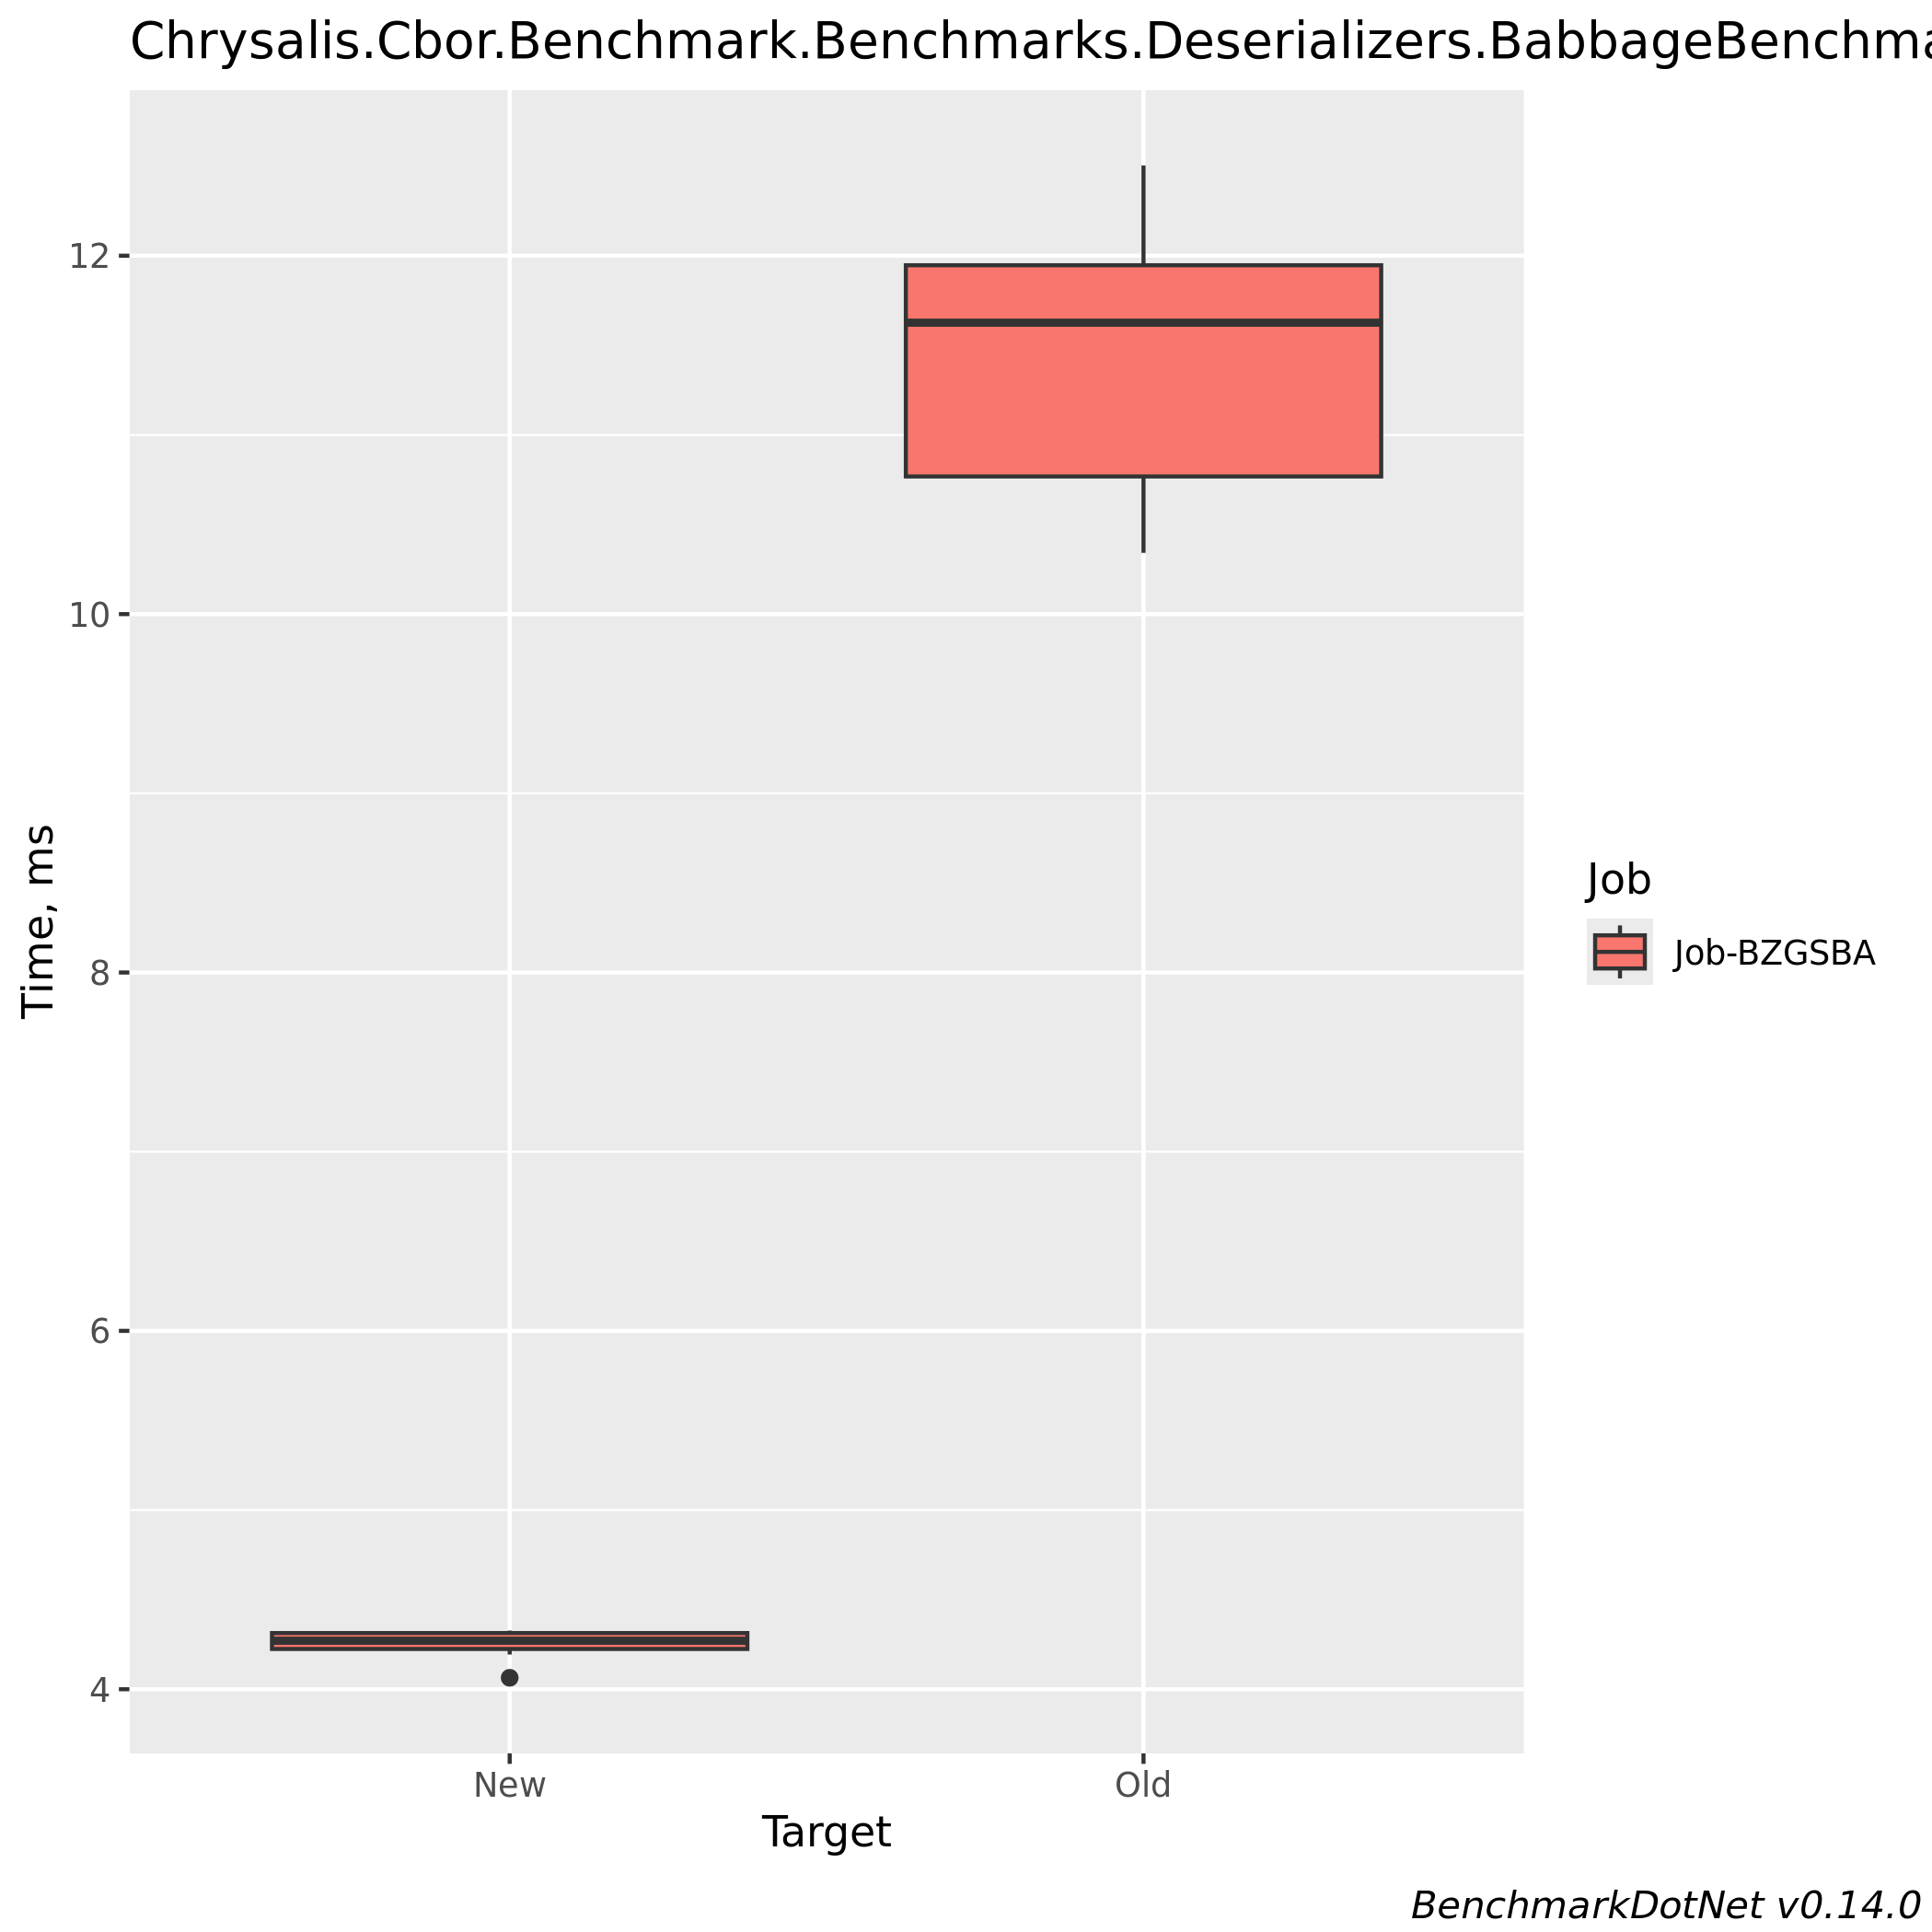 Chrysalis.Cbor.Benchmark.Benchmarks.Deserializers.BabbageBenchma
12
10
8
6
4
Time, ms
New
Old
Target
Job
Job-BZGSBA
BenchmarkDotNet v0.14.0